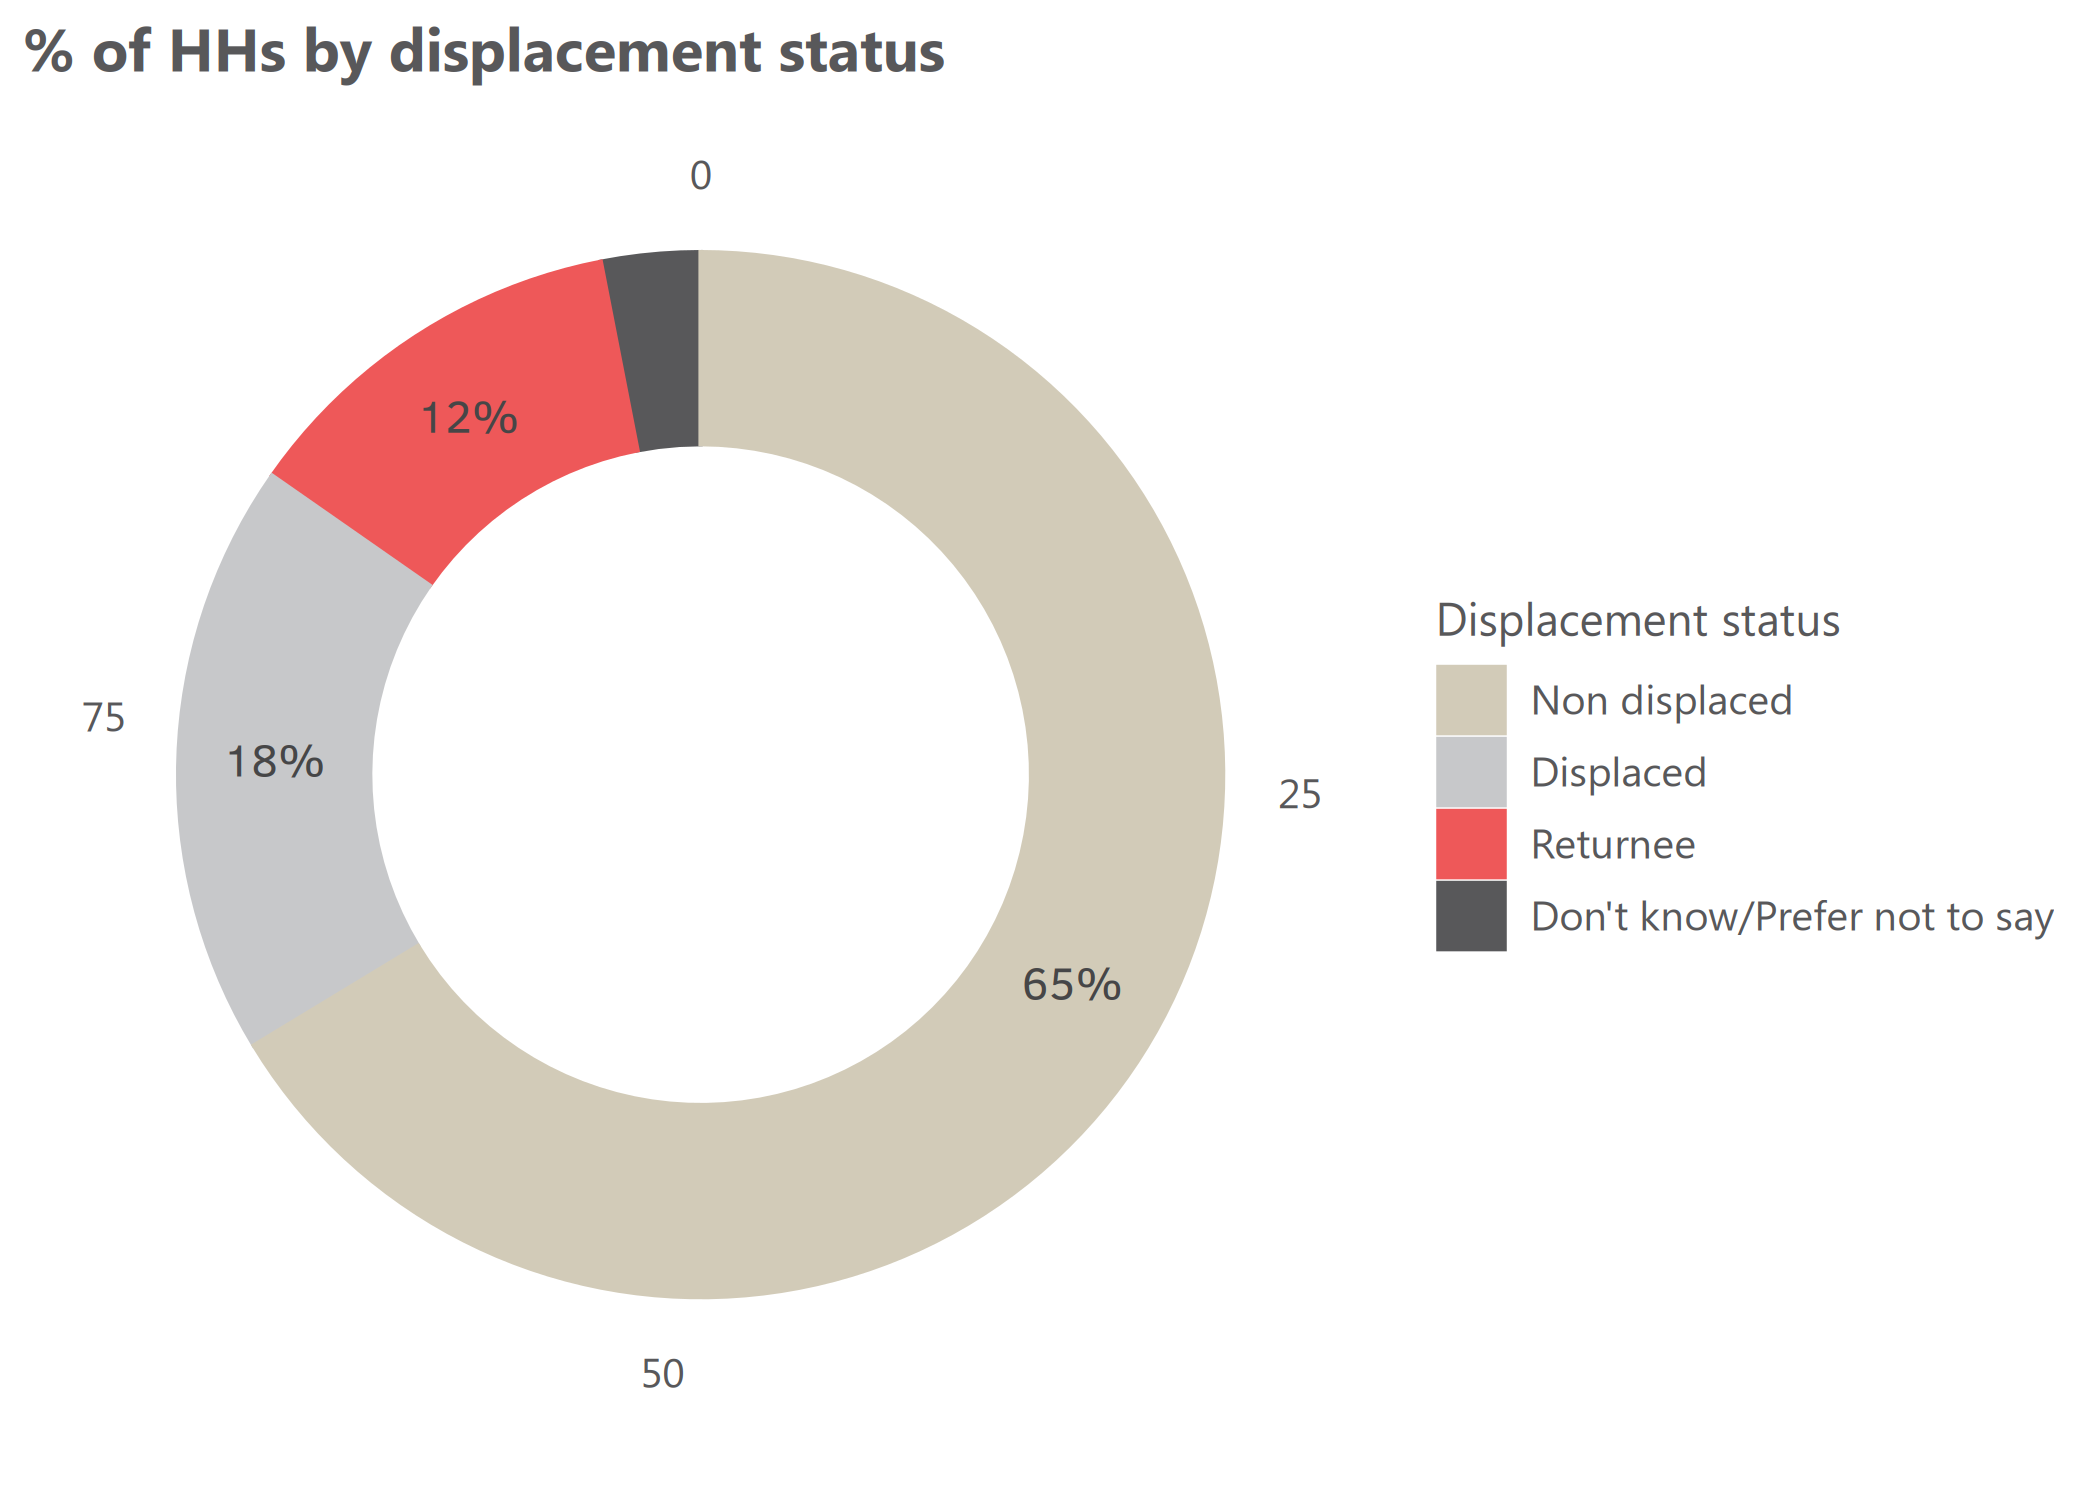 % of HHs by displacement status
0
12%
75
18%
25
65%
50
Displacement status
Non displaced
Displaced
Returnee
Don't know/Prefer not to say